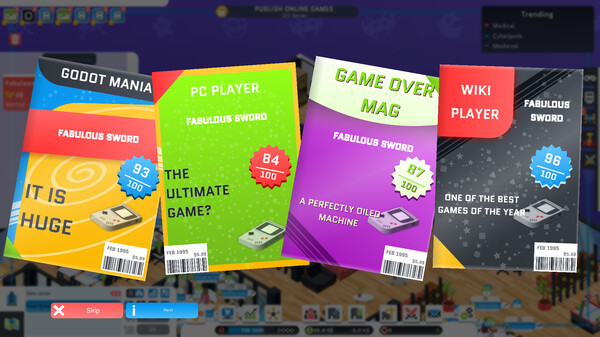 PUBLISH ONLINE GAMES
Trending
Medical
Cyberpunk
Medieval
GODOT MANIA
FABULOUS SWORD
93
100
IT IS
HUGE
FEB 1995
$5.99
PC PLAYER
FABULOUS SWORD
84
100
THE
ULTIMATE
GAME?
FEB 1995
$5.99
GAME OVER
MAG
FABULOUS SWORD
87
100
A PERFECTLY OILED
MACHINE
FEB 1995
$5.99
WIKI
PLAYER
FABULOUS
SWORD
96
100
ONE OF THE BEST
GAMES OF THE YEAR
FEB 1995
$5.99
Skip
Next